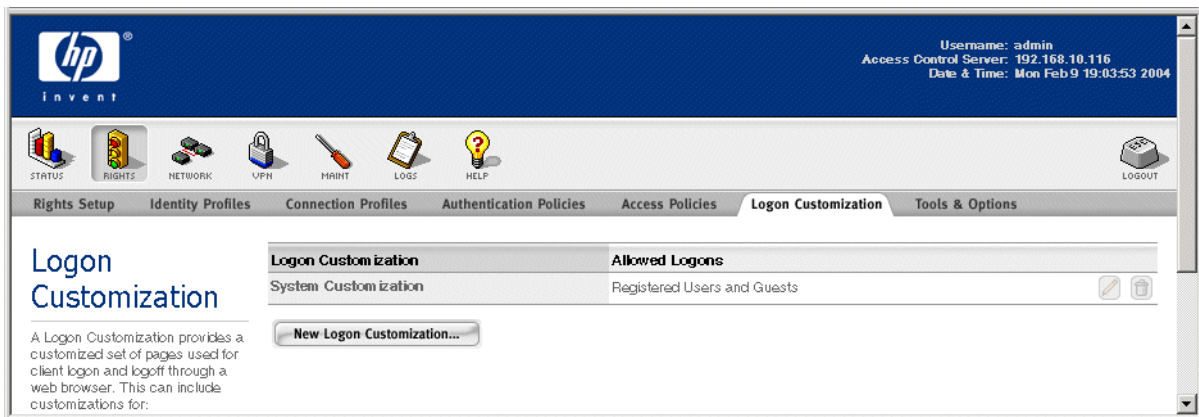 hp ®
invent
Username: admin
Access Control Server: 192.168.10.116
Date & Time: Mon Feb 9 19:03:53 2004
STATUS RIGHTS NETWORK VPN MAINT LOGS HELP LOGOUT
Rights Setup Identity Profiles Connection Profiles Authentication Policies Access Policies Logon Customization Tools & Options
Logon
Customization
A Logon Customization provides a
customized set of pages used for
client logon and logoff through a
web browser. This can include
customizations for:
Logon Customization Allowed Logons
System Customization Registered Users and Guests
New Logon Customization...